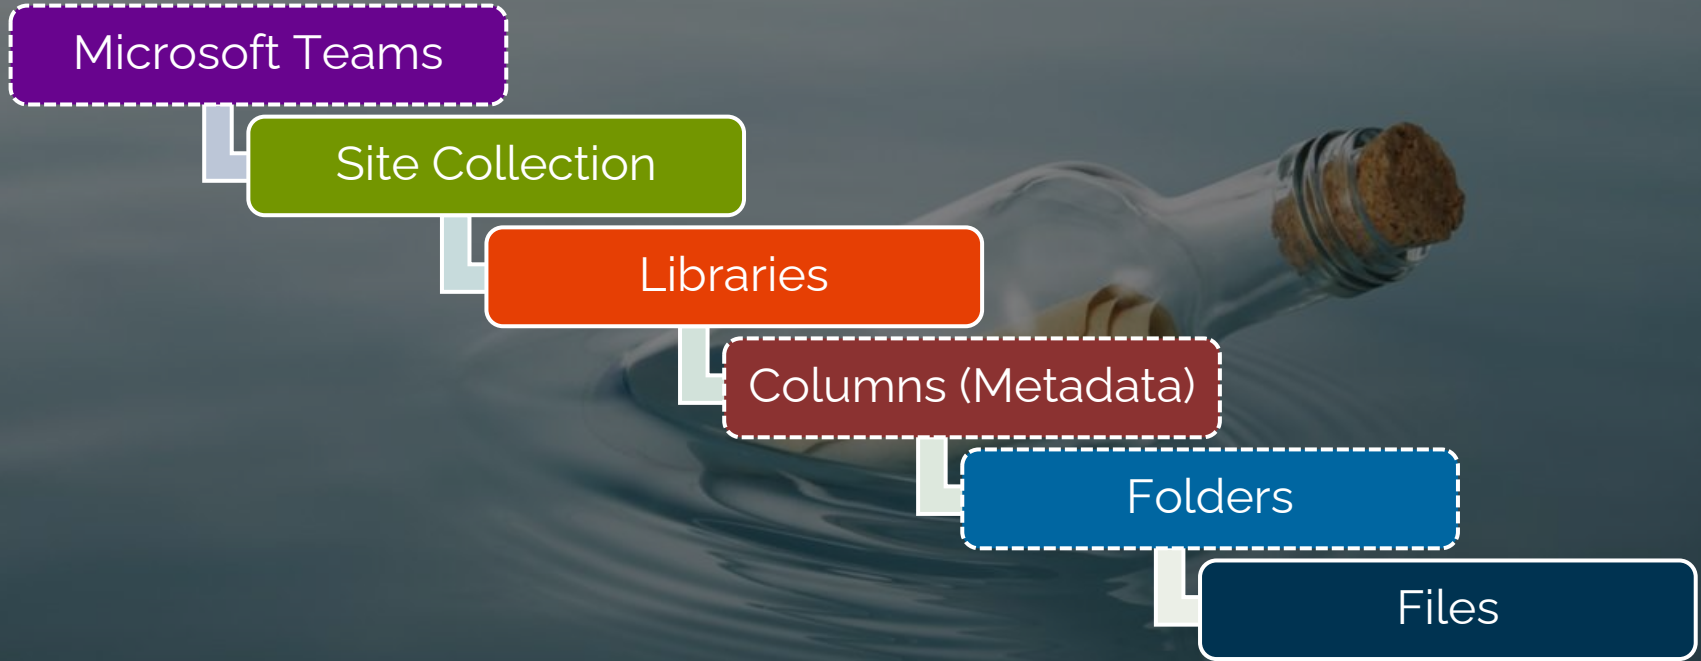 Microsoft Teams
Site Collection
Libraries
Columns (Metadata)
Folders
Files